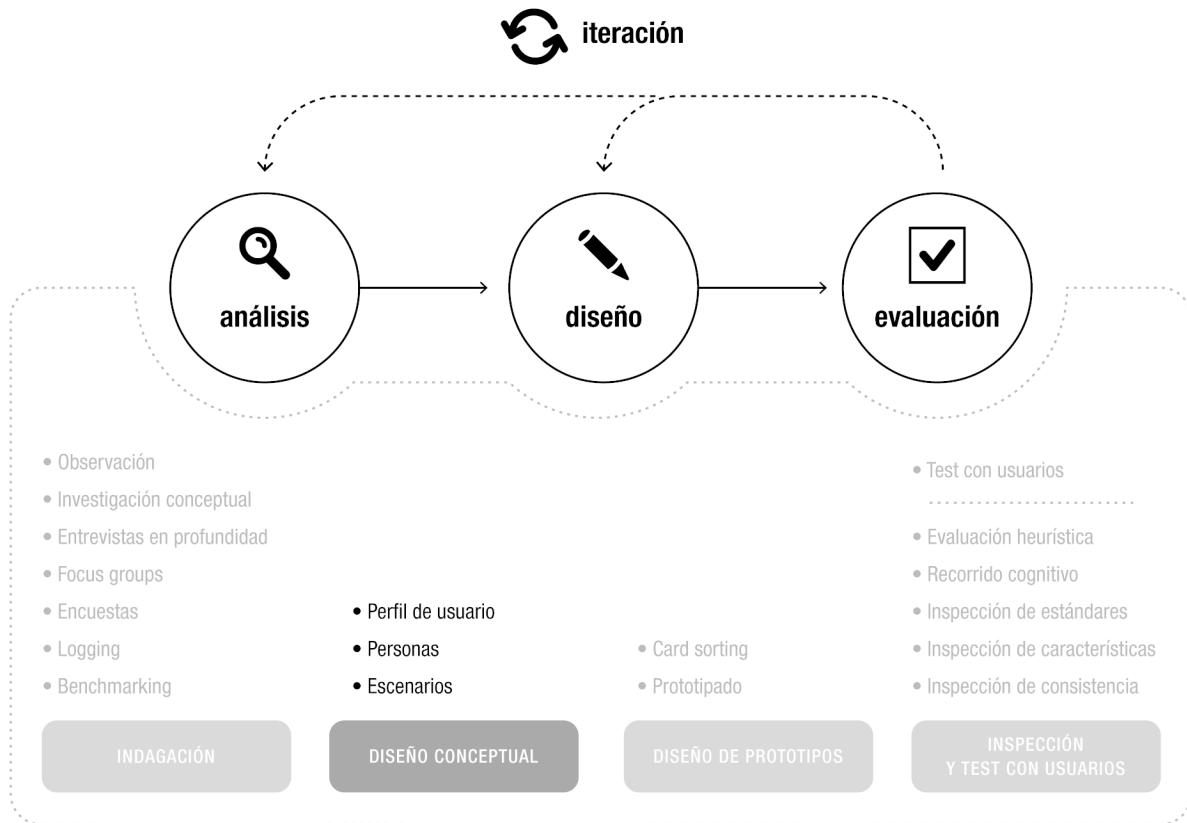 iteración
análisis
diseño
evaluación
• Observación
• Investigación conceptual
• Entrevistas en profundidad
• Focus groups
• Encuestas
• Logging
• Benchmarking
INDAGACIÓN
• Perfil de usuario
• Personas
• Escenarios
DISEÑO CONCEPTUAL
• Card sorting
• Prototipado
DISEÑO DE PROTOTIPOS
• Test con usuarios
• Evaluación heurística
• Recorrido cognitivo
• Inspección de estándares
• Inspección de características
• Inspección de consistencia
INSPECCIÓN
Y TEST CON USUARIOS